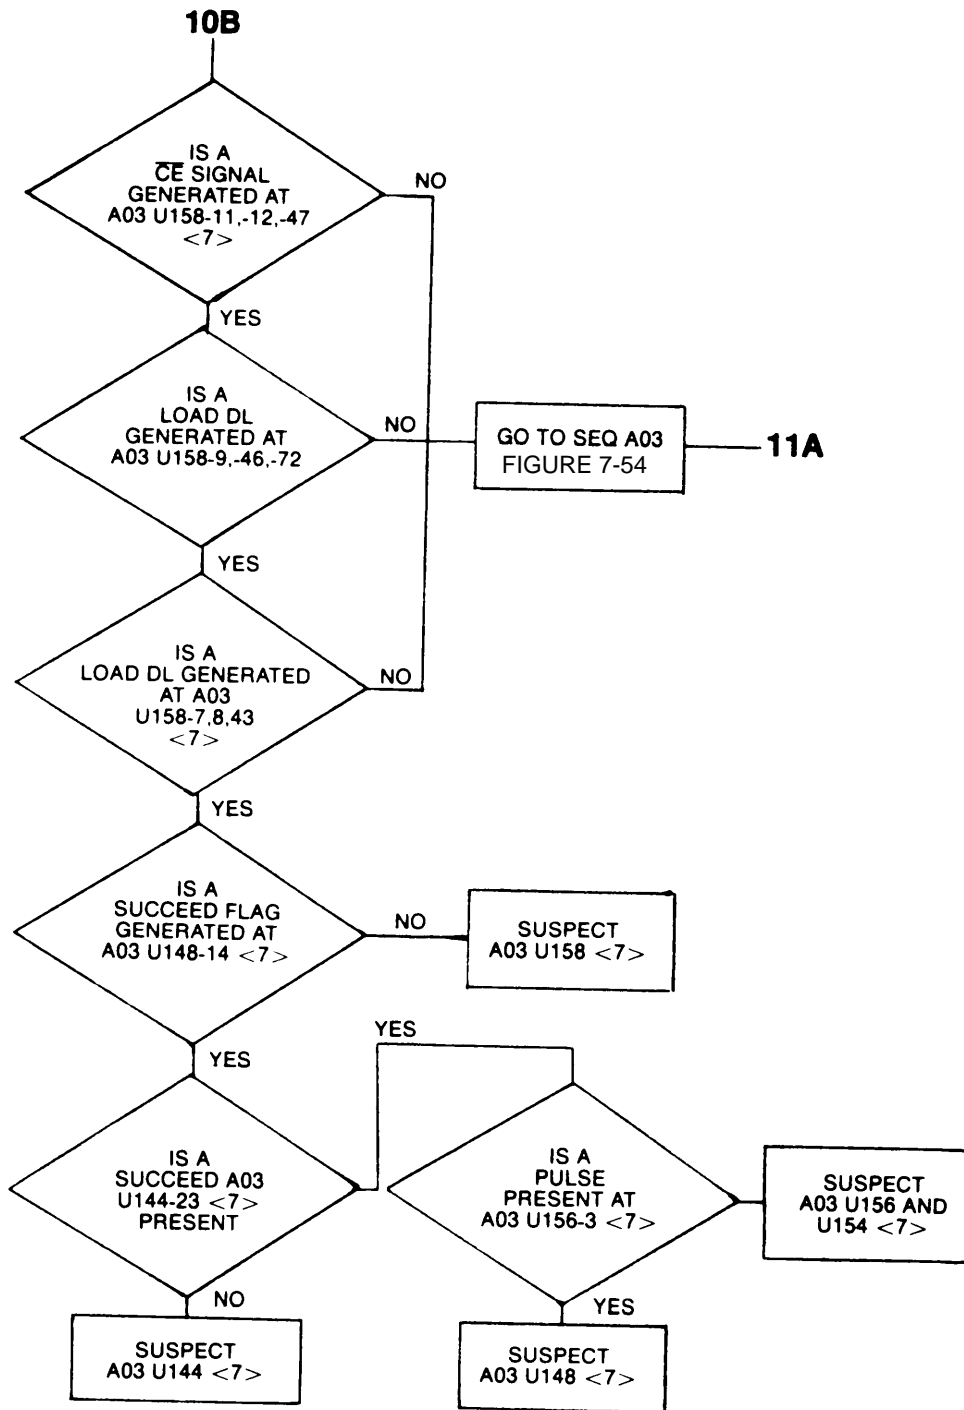 10B
IS A
C̅E̅ SIGNAL
GENERATED AT
A03 U158-11,-12,-47
<7>
NO
YES
IS A
LOAD DL
GENERATED AT
A03 U158-9,-46,-72
NO
GO TO SEQ A03
FIGURE 7-54
11A
YES
IS A
LOAD DL GENERATED
AT A03
U158-7,8,43
<7>
NO
YES
IS A
SUCCEED FLAG
GENERATED AT
A03 U148-14 <7>
NO
SUSPECT
A03 U158 <7>
YES
YES
IS A
SUCCEED A03
U144-23 <7>
PRESENT
IS A
PULSE
PRESENT AT
A03 U156-3 <7>
SUSPECT
A03 U156 AND
U154 <7>
NO
YES
SUSPECT
A03 U144 <7>
SUSPECT
A03 U148 <7>